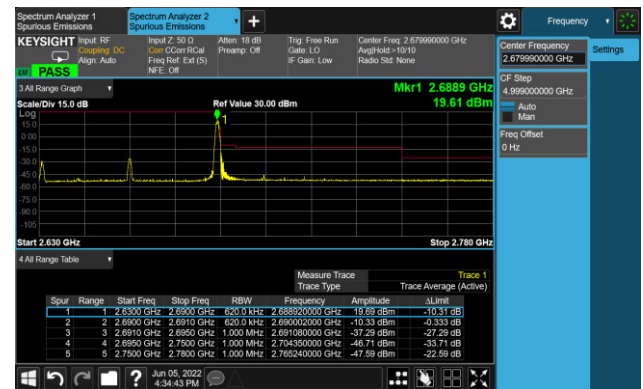 Spectrum Analyzer 1
Spurious Emissions
Spectrum Analyzer 2
Spurious Emissions
Frequency
KEYSIGHT
Input: RF
Coupling: DC
Align: Auto
Input Z: 50 Ω
Corr CCorr RCal
Freq Ref: Ext (S)
NFE: Off
Atten: 18 dB
Preamp: Off
Trig: Free Run
Gate: LO
IF Gain: Low
Center Freq: 2.679990000 GHz
Avg|Hold:>10/10
Radio Std: None
PASS
Center Frequency
2.679990000 GHz
Settings
CF Step
4.999000000 GHz
Auto
Man
Freq Offset
0 Hz
3 All Range Graph
Mkr1 2.6889 GHz
Scale/Div 15.0 dB
Ref Value 30.00 dBm
19.61 dBm
Log
15.0
0.00
-15.0
-30.0
-45.0
-60.0
-75.0
-90.0
-105
1
Start 2.630 GHz
Stop 2.780 GHz
4 All Range Table
Measure Trace Trace 1
Trace Type Trace Average (Active)
Spur Range Start Freq Stop Freq RBW Frequency Amplitude ΔLimit
1 1 2.6300 GHz 2.6900 GHz 620.0 kHz 2.688920000 GHz 19.69 dBm -10.31 dB
2 2 2.6900 GHz 2.6910 GHz 620.0 kHz 2.690002000 GHz -10.33 dBm -0.333 dB
3 3 2.6910 GHz 2.6950 GHz 1.000 MHz 2.691080000 GHz -37.29 dBm -27.29 dB
4 4 2.6950 GHz 2.7500 GHz 1.000 MHz 2.704350000 GHz -46.71 dBm -33.71 dB
5 5 2.7500 GHz 2.7800 GHz 1.000 MHz 2.765240000 GHz -47.59 dBm -22.59 dB
Jun 05, 2022
4:34:43 PM